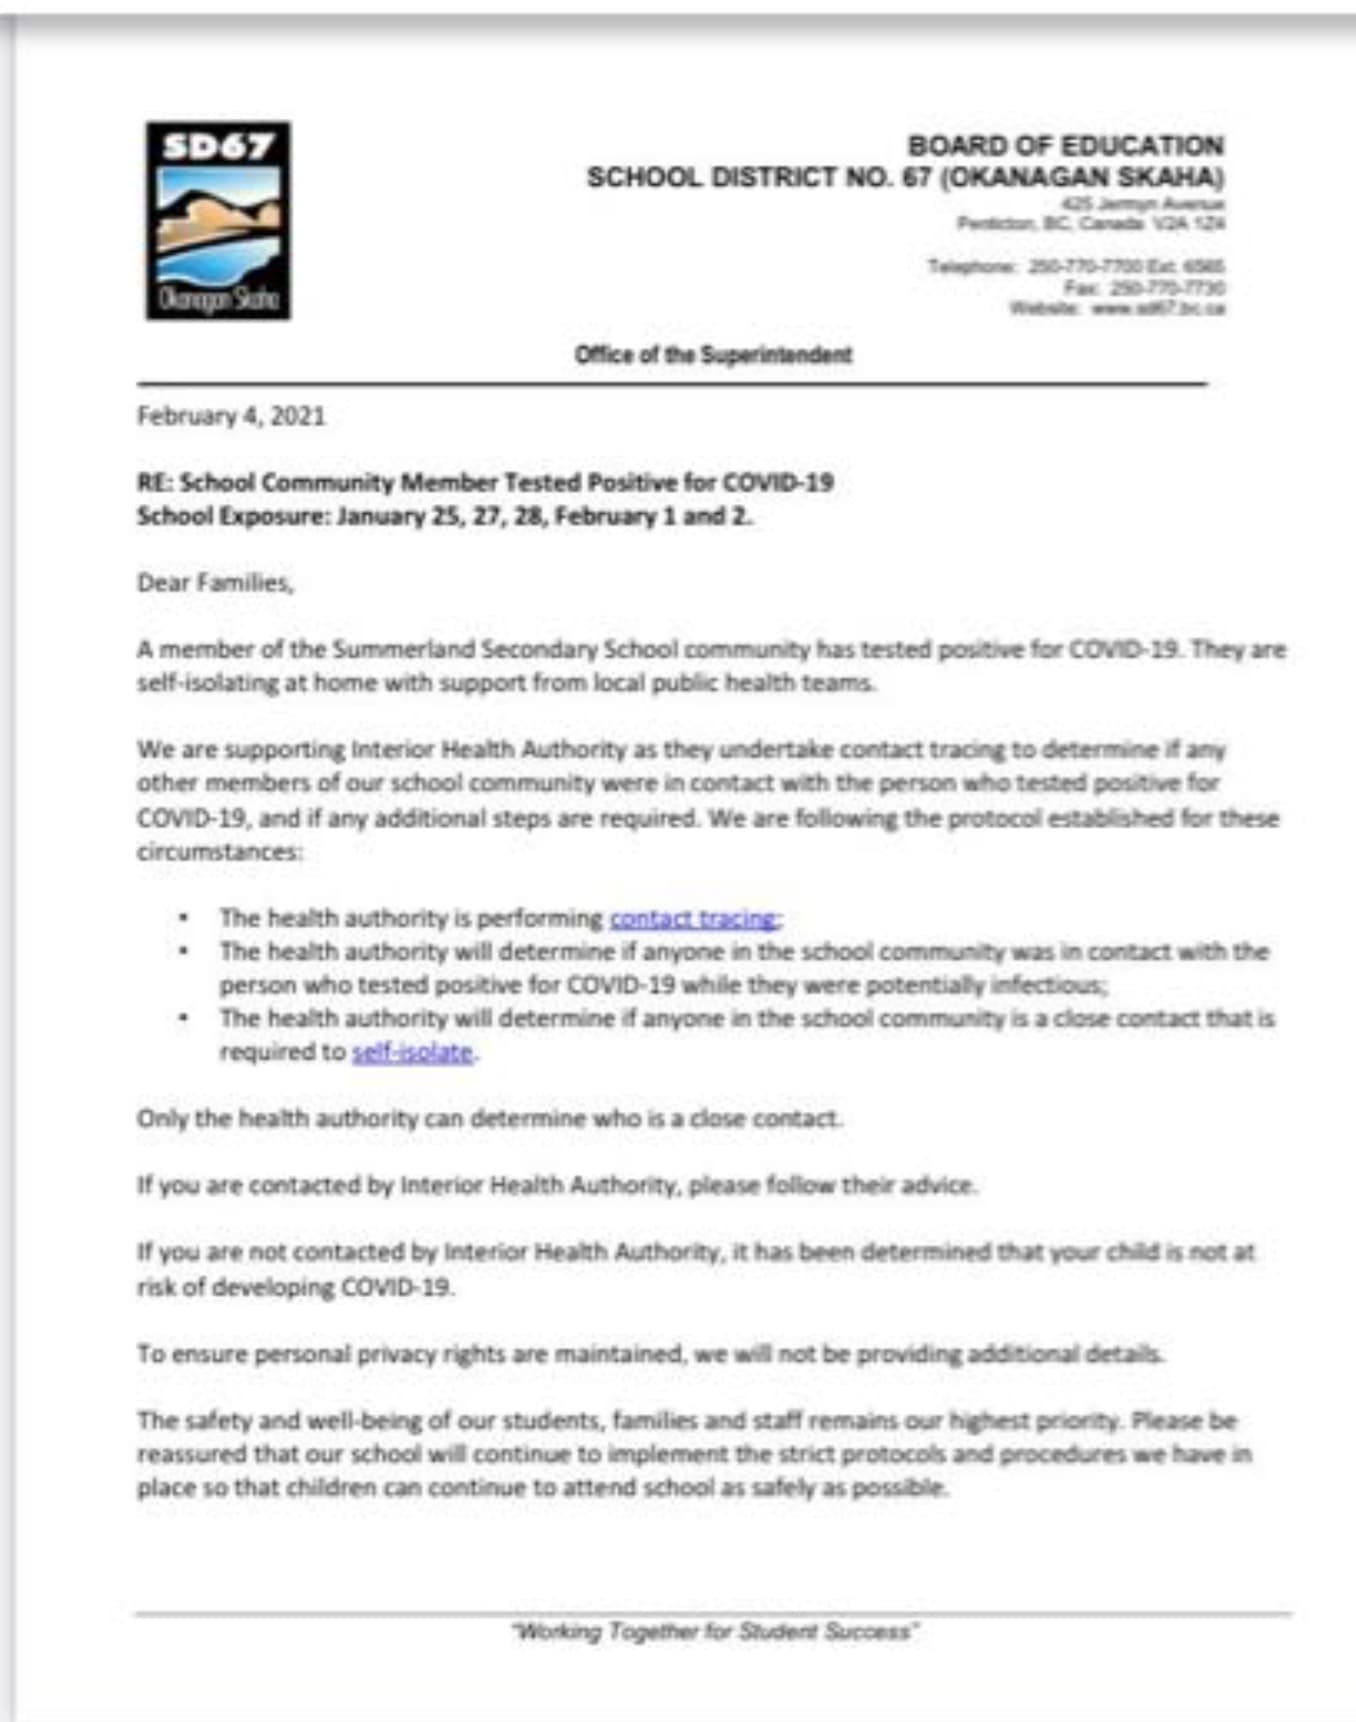 SD67
Okanagan Skaha
BOARD OF EDUCATION
SCHOOL DISTRICT NO. 67 (OKANAGAN SKAHA)
425 Jermyn Avenue
Penticton, BC, Canada V2A 1Z4
Telephone: 250-770-7700 Ext. 6565
Fax: 250-770-7730
Website: www.sd67.bc.ca
Office of the Superintendent
February 4, 2021
RE: School Community Member Tested Positive for COVID-19
School Exposure: January 25, 27, 28, February 1 and 2.
Dear Families,
A member of the Summerland Secondary School community has tested positive for COVID-19. They are
self-isolating at home with support from local public health teams.
We are supporting Interior Health Authority as they undertake contact tracing to determine if any
other members of our school community were in contact with the person who tested positive for
COVID-19, and if any additional steps are required. We are following the protocol established for these
circumstances:
• The health authority is performing contact tracing;
• The health authority will determine if anyone in the school community was in contact with the
person who tested positive for COVID-19 while they were potentially infectious;
• The health authority will determine if anyone in the school community is a close contact that is
required to self-isolate.
Only the health authority can determine who is a close contact.
If you are contacted by Interior Health Authority, please follow their advice.
If you are not contacted by Interior Health Authority, it has been determined that your child is not at
risk of developing COVID-19.
To ensure personal privacy rights are maintained, we will not be providing additional details.
The safety and well-being of our students, families and staff remains our highest priority. Please be
reassured that our school will continue to implement the strict protocols and procedures we have in
place so that children can continue to attend school as safely as possible.
"Working Together for Student Success"